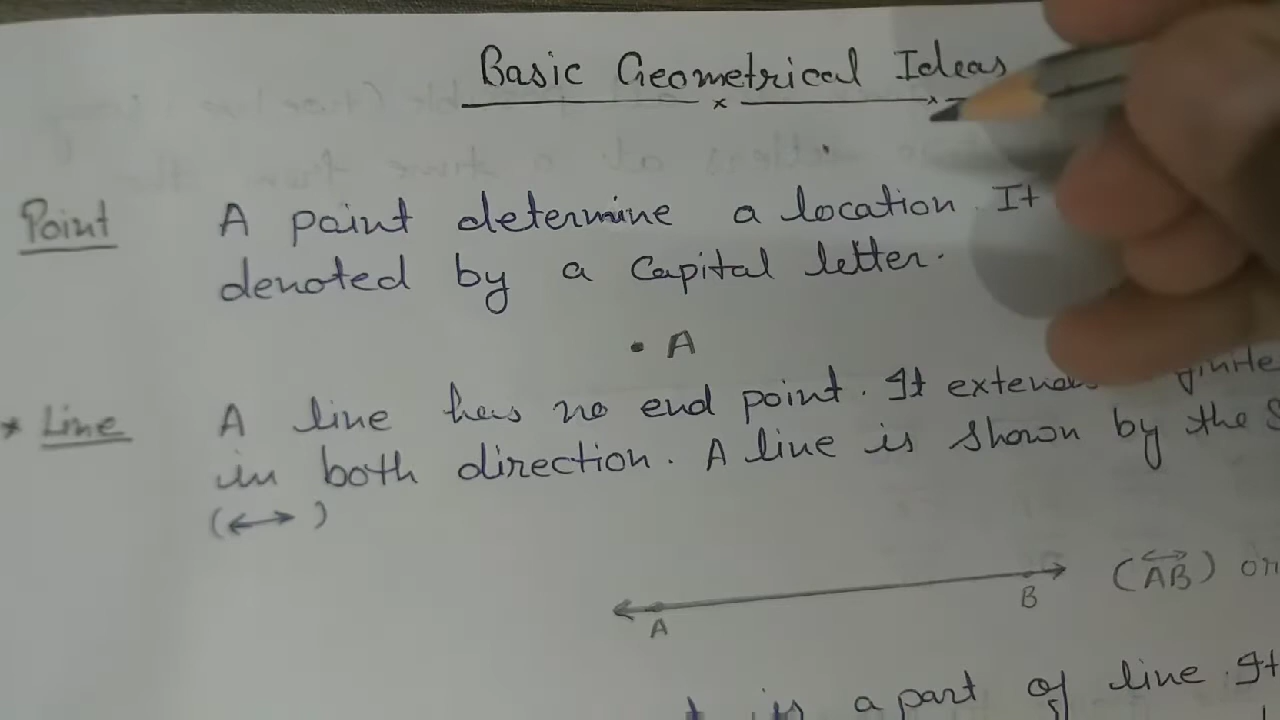 Basic Geometrical Ideas
Point A point determine a location. It
denoted by a Capital letter.
• A
* Line A line has no end point. It
in both direction. A line is shown by the
(↔)
A B (↔AB) or
is a part of line. It